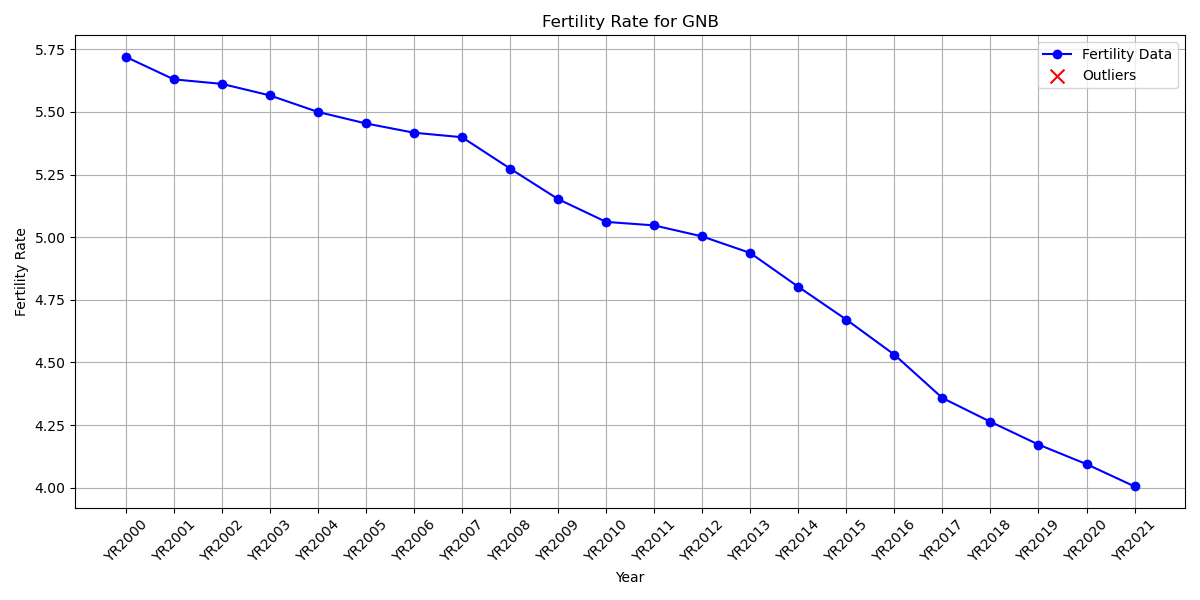 Fertility Rate for GNB
Fertility Data
Outliers
5.75
5.50
5.25
5.00
4.75
4.50
4.25
4.00
Fertility Rate
YR2000
YR2001
YR2002
YR2003
YR2004
YR2005
YR2006
YR2007
YR2008
YR2009
YR2010
YR2011
YR2012
YR2013
YR2014
YR2015
YR2016
YR2017
YR2018
YR2019
YR2020
YR2021
Year